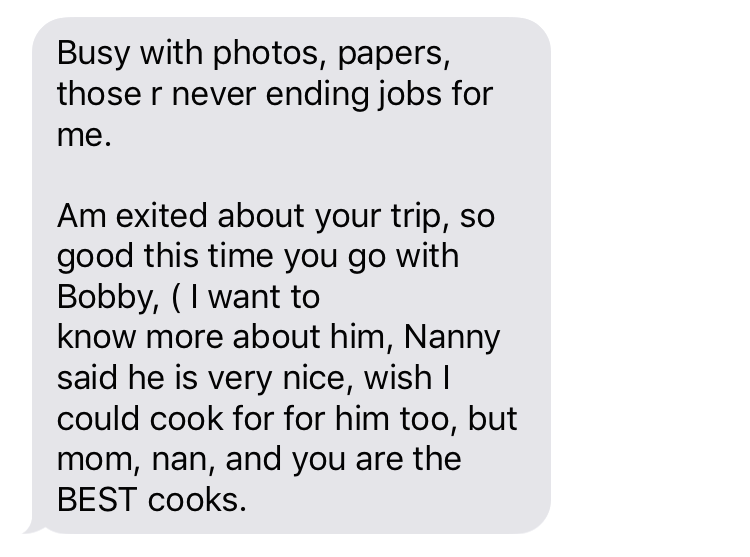 Busy with photos, papers,
those r never ending jobs for
me.

Am exited about your trip, so
good this time you go with
Bobby, ( I want to
know more about him, Nanny
said he is very nice, wish I
could cook for for him too, but
mom, nan, and you are the
BEST cooks.